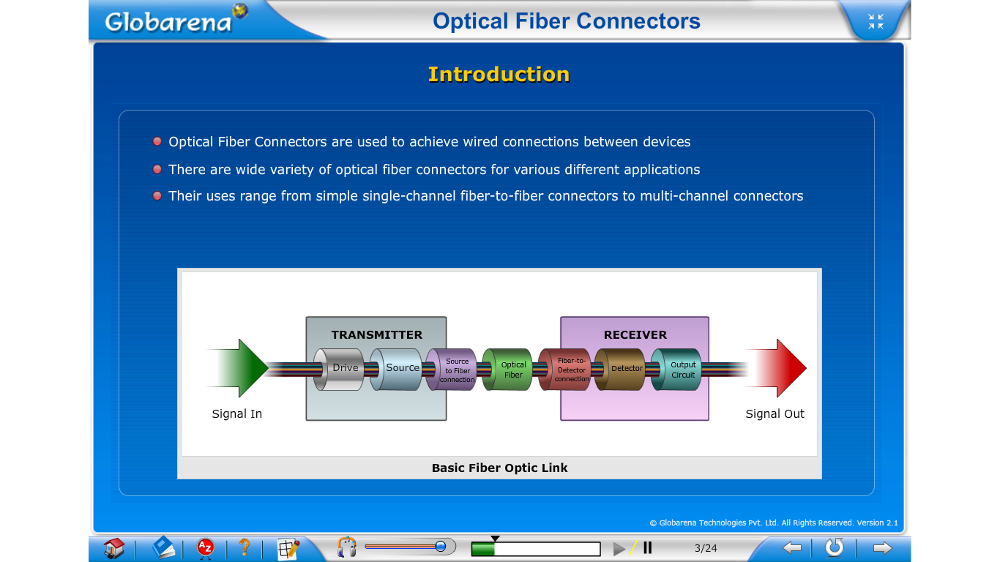 Globarena
Optical Fiber Connectors
Introduction
Optical Fiber Connectors are used to achieve wired connections between devices
There are wide variety of optical fiber connectors for various different applications
Their uses range from simple single-channel fiber-to-fiber connectors to multi-channel connectors
TRANSMITTER
RECEIVER
Drive
Source
Source
to Fiber
connection
Optical
Fiber
Fiber-to-
Detector
connection
Detector
Output
Circuit
Signal In
Signal Out
Basic Fiber Optic Link
© Globarena Technologies Pvt. Ltd. All Rights Reserved. Version 2.1
AZ
?
3/24